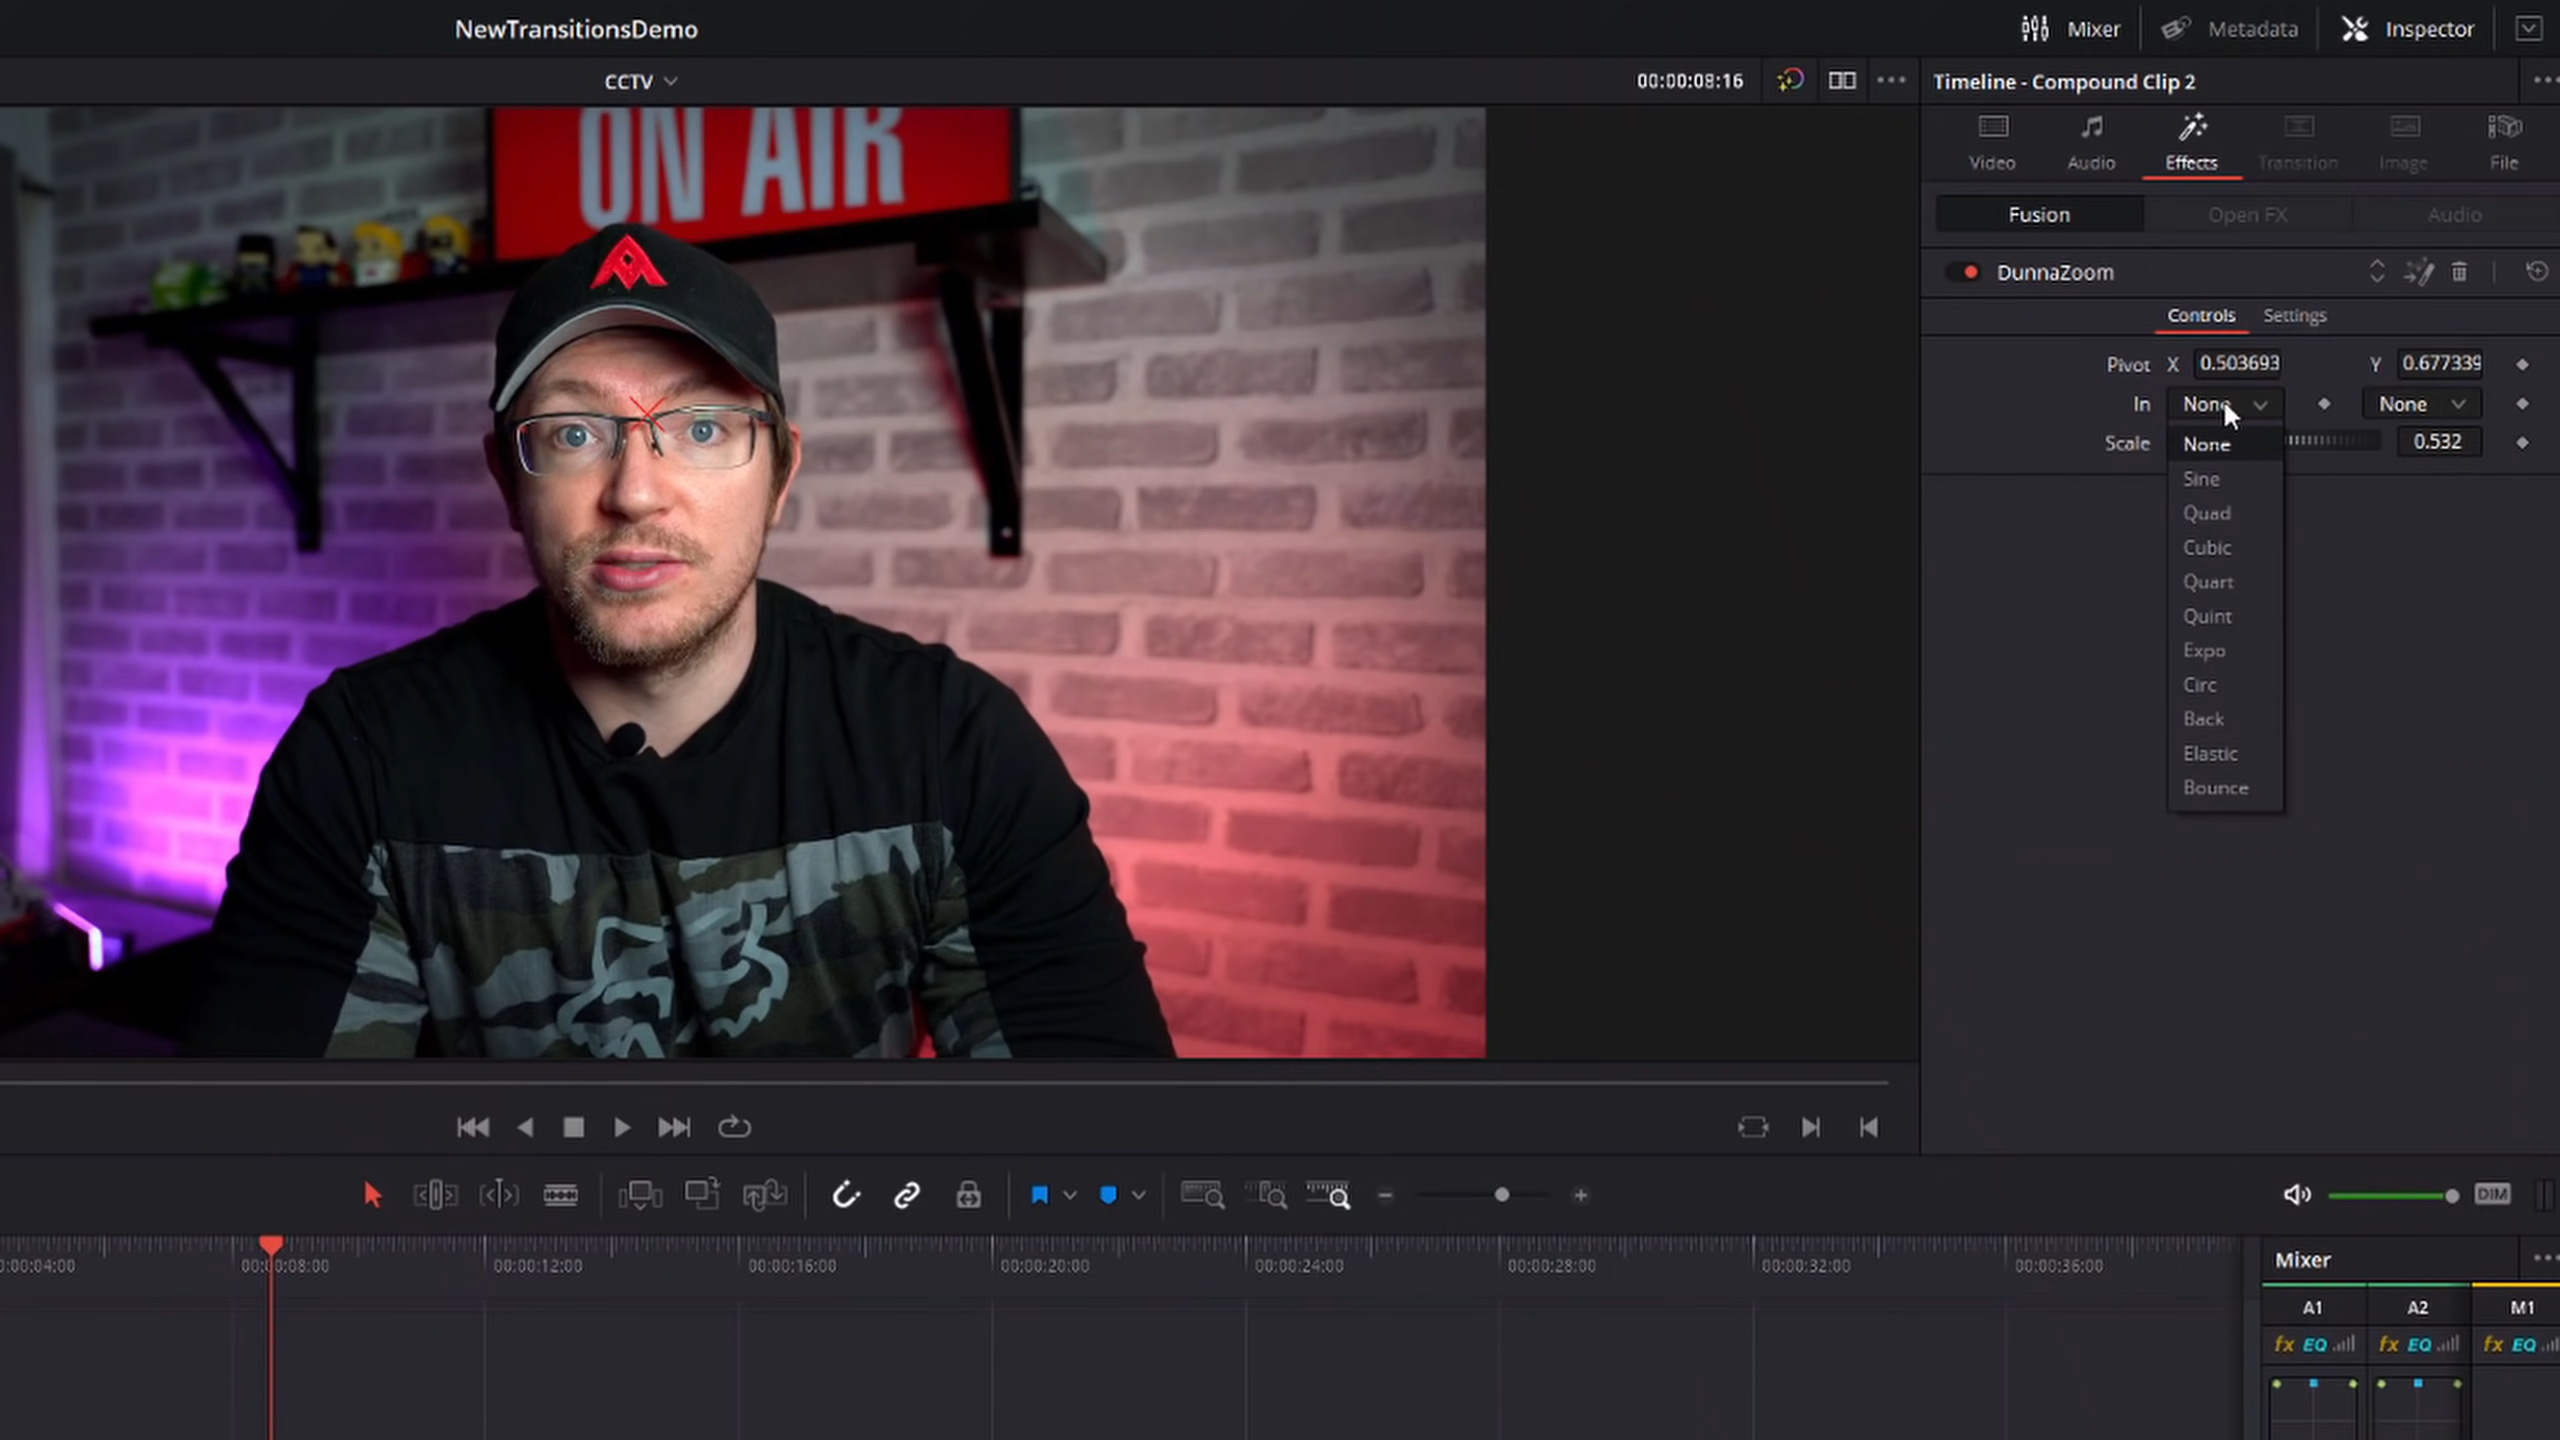 NewTransitionsDemo
Mixer
Metadata
Inspector
CCTV
00:00:08:16
Timeline - Compound Clip 2
Video
Audio
Effects
Transition
Image
File
Fusion
Open FX
Audio
DunnaZoom
Controls
Settings
Pivot X 0.503693 Y 0.677339
In None None
Scale 0.532
None
Sine
Quad
Cubic
Quart
Quint
Expo
Circ
Back
Elastic
Bounce
ON AIR
DIM
00:00:04:00
00:00:08:00
00:00:12:00
00:00:16:00
00:00:20:00
00:00:24:00
00:00:28:00
00:00:32:00
00:00:36:00
Mixer
A1
A2
M1
fx EQ
fx EQ
fx EQ